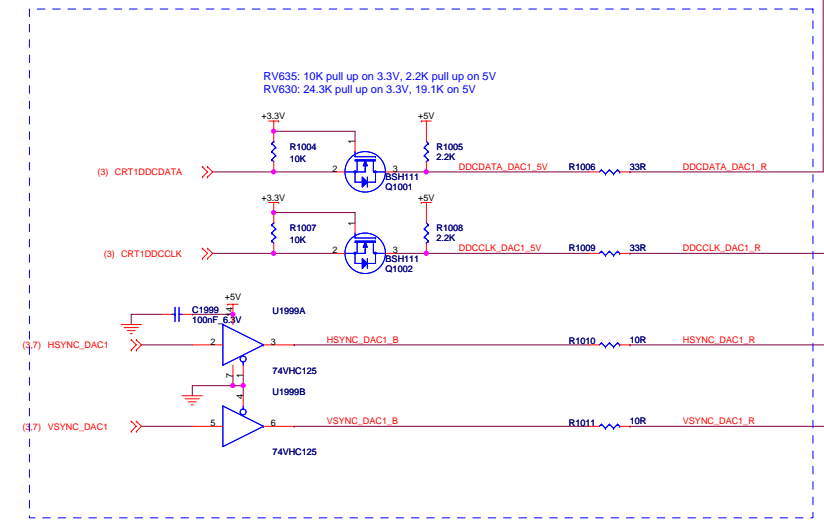 RV635: 10K pull up on 3.3V, 2.2K pull up on 5V
RV630: 24.3K pull up on 3.3V, 19.1K on 5V
+3.3V
+5V
R1004
10K
1
R1005
2.2K
(3) CRT1DDCDATA
2
3
BSH111
Q1001
DDCDATA_DAC1_5V
R1006
33R
DDCDATA_DAC1_R
+3.3V
+5V
R1007
10K
1
R1008
2.2K
(3) CRT1DDCCLK
2
3
BSH111
Q1002
DDCCLK_DAC1_5V
R1009
33R
DDCCLK_DAC1_R
+5V
C1999
100nF_6.3V
14
U1999A
(3,7) HSYNC_DAC1
2
3
HSYNC_DAC1_B
R1010
10R
HSYNC_DAC1_R
7
1
74VHC125
4
U1999B
(3,7) VSYNC_DAC1
5
6
VSYNC_DAC1_B
R1011
10R
VSYNC_DAC1_R
74VHC125